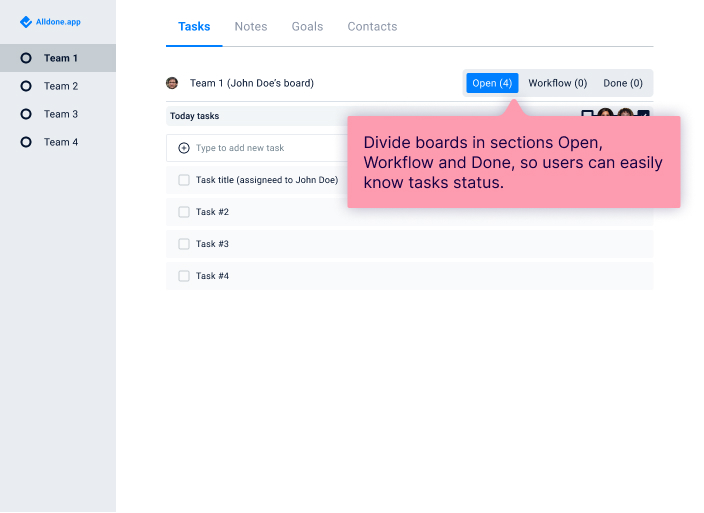 Alldone.app
Tasks Notes Goals Contacts
Team 1
Team 2
Team 3
Team 4
Team 1 (John Doe's board)
Open (4) Workflow (0) Done (0)
Today tasks
Type to add new task
Task title (assigneed to John Doe)
Task #2
Task #3
Task #4
Divide boards in sections Open,
Workflow and Done, so users can easily
know tasks status.